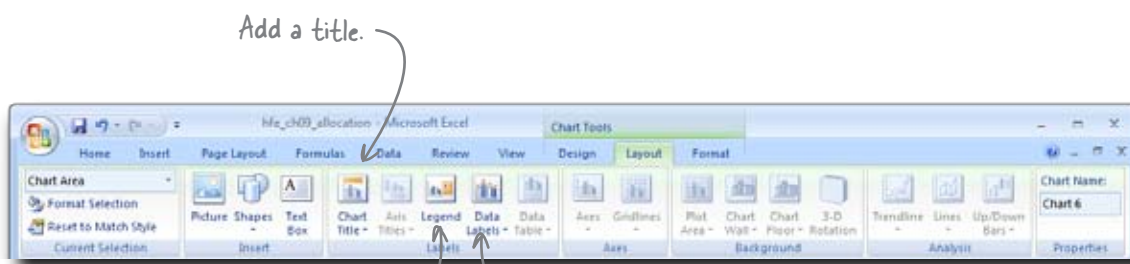 Add a title.
hfe_ch09_allocation - Microsoft Excel
Chart Tools
Home Insert Page Layout Formulas Data Review View Design Layout Format
Chart Area
Format Selection
Reset to Match Style
Current Selection
Picture Shapes Text Box
Insert
Chart Title Axis Titles Legend Data Labels Data Table
Labels
Axes Gridlines
Axes
Plot Area Chart Wall Chart Floor 3-D Rotation
Background
Trendline Lines Up/Down Bars
Analysis
Chart Name:
Chart 6
Properties